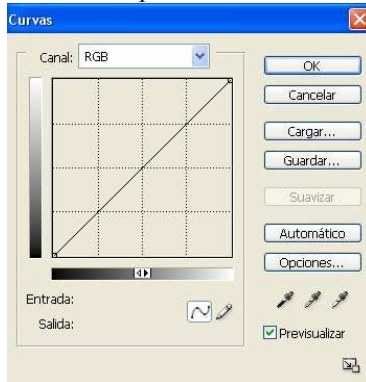 Curvas
Canal: RGB
OK
Cancelar
Cargar...
Guardar...
Suavizar
Automático
Opciones...
Entrada:
Salida:
Previsualizar